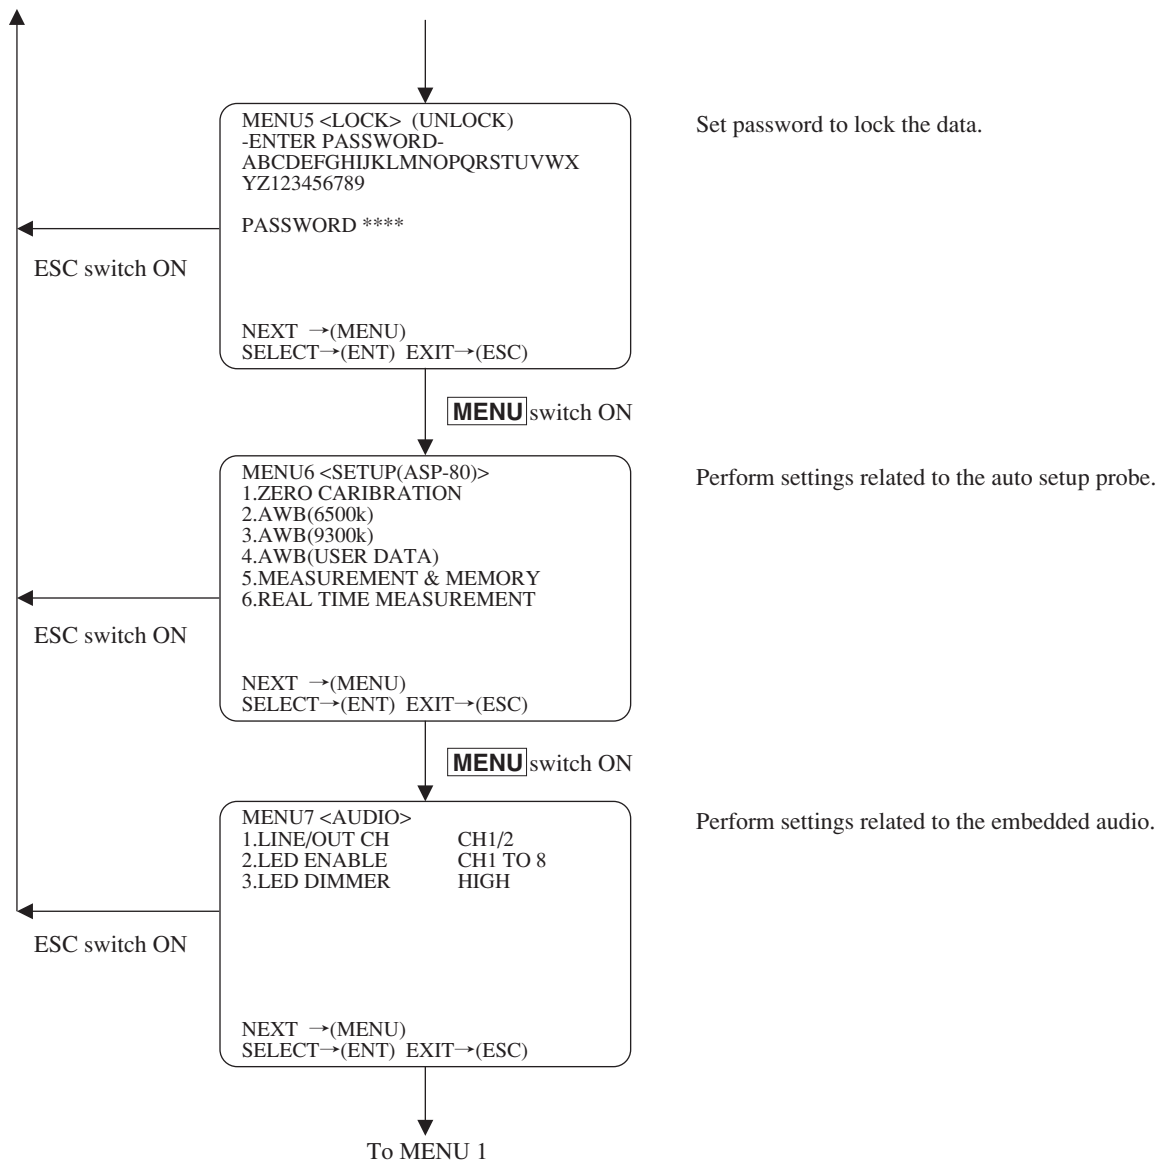 MENU5 <LOCK> (UNLOCK)
-ENTER PASSWORD-
ABCDEFGHIJKLMNOPQRSTUVWX
YZ123456789
PASSWORD ****
NEXT →(MENU)
SELECT→(ENT) EXIT→(ESC)
Set password to lock the data.
ESC switch ON
MENU switch ON
MENU6 <SETUP(ASP-80)>
1.ZERO CARIBRATION
2.AWB(6500k)
3.AWB(9300k)
4.AWB(USER DATA)
5.MEASUREMENT & MEMORY
6.REAL TIME MEASUREMENT
NEXT →(MENU)
SELECT→(ENT) EXIT→(ESC)
Perform settings related to the auto setup probe.
ESC switch ON
MENU switch ON
MENU7 <AUDIO>
1.LINE/OUT CH CH1/2
2.LED ENABLE CH1 TO 8
3.LED DIMMER HIGH
NEXT →(MENU)
SELECT→(ENT) EXIT→(ESC)
Perform settings related to the embedded audio.
ESC switch ON
To MENU 1